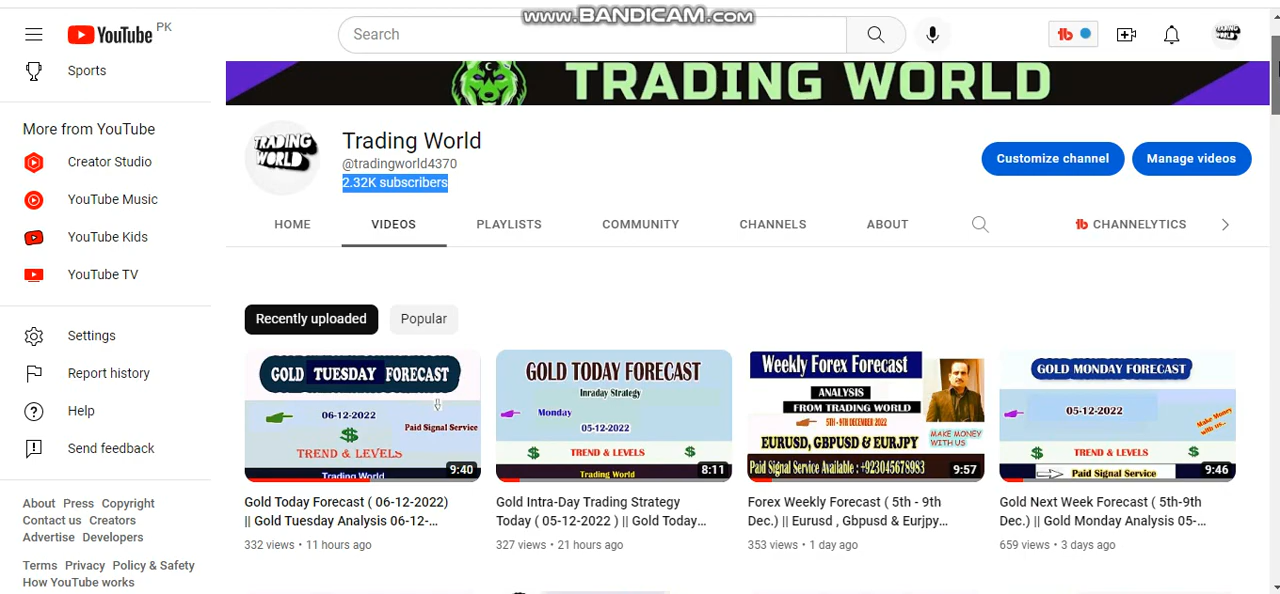 www.BANDICAM.com
YouTube PK
Search
Sports
More from YouTube
Creator Studio
YouTube Music
YouTube Kids
YouTube TV
Settings
Report history
Help
Send feedback
About Press Copyright
Contact us Creators
Advertise Developers
Terms Privacy Policy & Safety
How YouTube works
TRADING WORLD
TRADING
WORLD
Trading World
@tradingworld4370
2.32K subscribers
Customize channel
Manage videos
HOME VIDEOS PLAYLISTS COMMUNITY CHANNELS ABOUT CHANNELYTICS
Recently uploaded Popular
GOLD TUESDAY FORECAST
06-12-2022
Paid Signal Service
TREND & LEVELS
Trading World
9:40
Gold Today Forecast ( 06-12-2022)
|| Gold Tuesday Analysis 06-12-...
332 views • 11 hours ago
GOLD TODAY FORECAST
Inraday Strategy
Monday
05-12-2022
TREND & LEVELS
Trading World
8:11
Gold Intra-Day Trading Strategy
Today ( 05-12-2022 ) || Gold Today...
327 views • 21 hours ago
Weekly Forex Forecast
ANALYSIS
FROM TRADING WORLD
5TH - 9TH DECEMBER 2022
MAKE MONEY
WITH US
EURUSD, GBPUSD & EURJPY
Paid Signal Service Available : +923045678983
9:57
Forex Weekly Forecast ( 5th - 9th
Dec.) || Eurusd , Gbpusd & Eurjpy...
353 views • 1 day ago
GOLD MONDAY FORECAST
05-12-2022
Make Money
with us..
TREND & LEVELS
Paid Signal Service
9:46
Gold Next Week Forecast ( 5th-9th
Dec.) || Gold Monday Analysis 05-...
659 views • 3 days ago